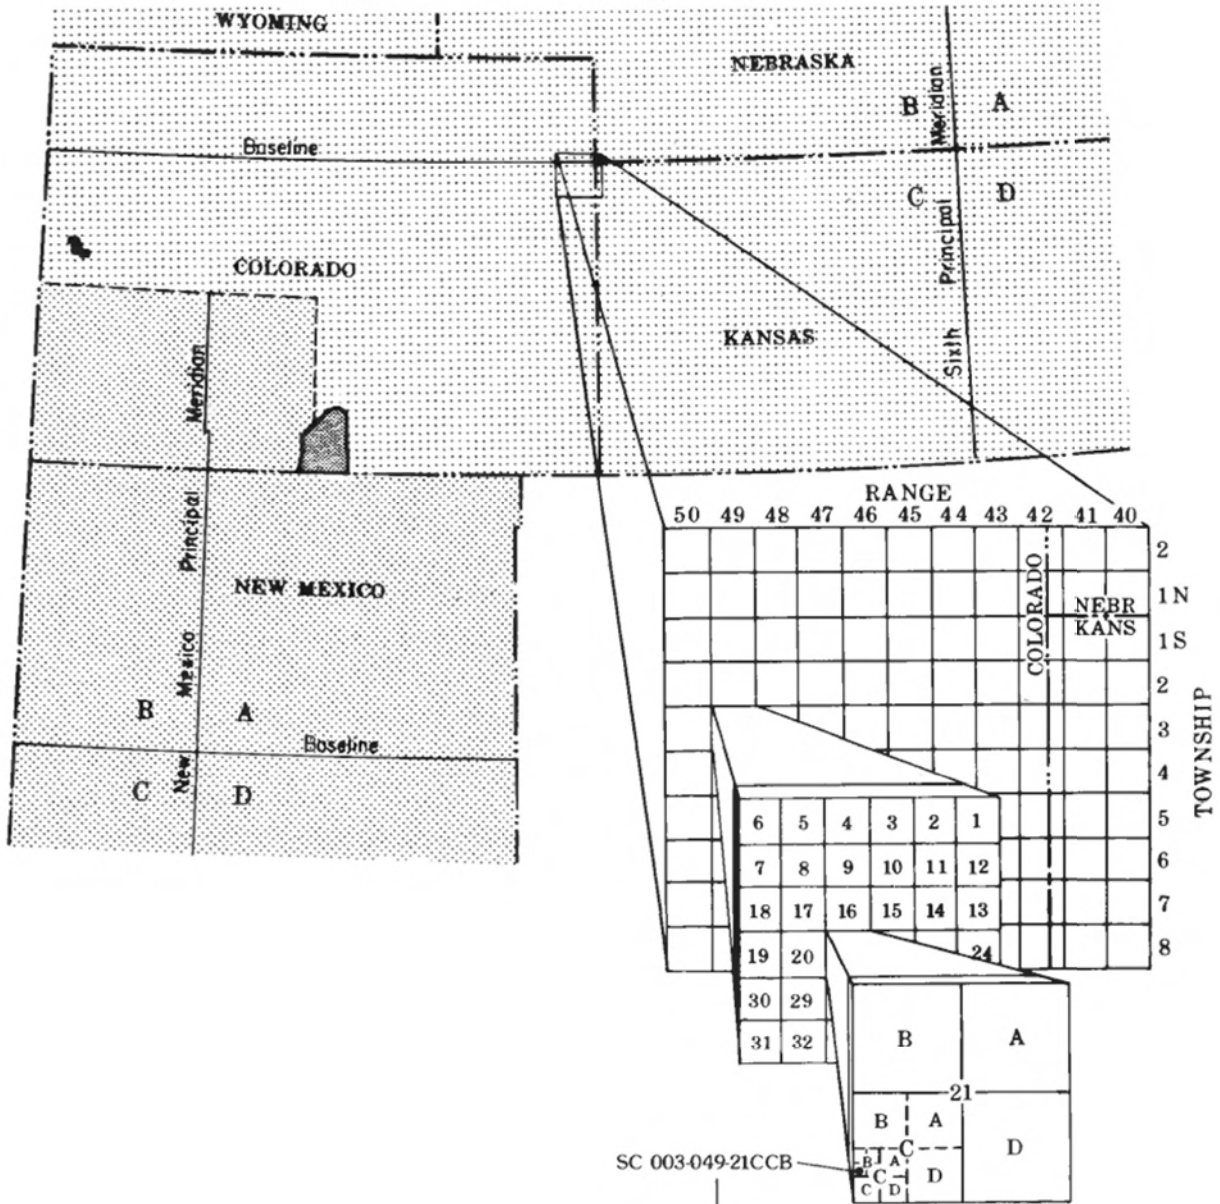 WYOMING
NEBRASKA
B
Meridian
A
Baseline
C
Principal
D
COLORADO
KANSAS
Sixth
Meridian
RANGE
50 49 48 47 46 45 44 43 42 41 40
Principal
NEW MEXICO
Mexico
B
A
Baseline
C
New
D
COLORADO
NEBR
KANS
2
1N
1S
2
3
4
5
6
7
8
TOWNSHIP
6 5 4 3 2 1
7 8 9 10 11 12
18 17 16 15 14 13
19 20 24
30 29
31 32
B A
21
B A
C
D
D
B A
C
C D
SC 003-049-21CCB